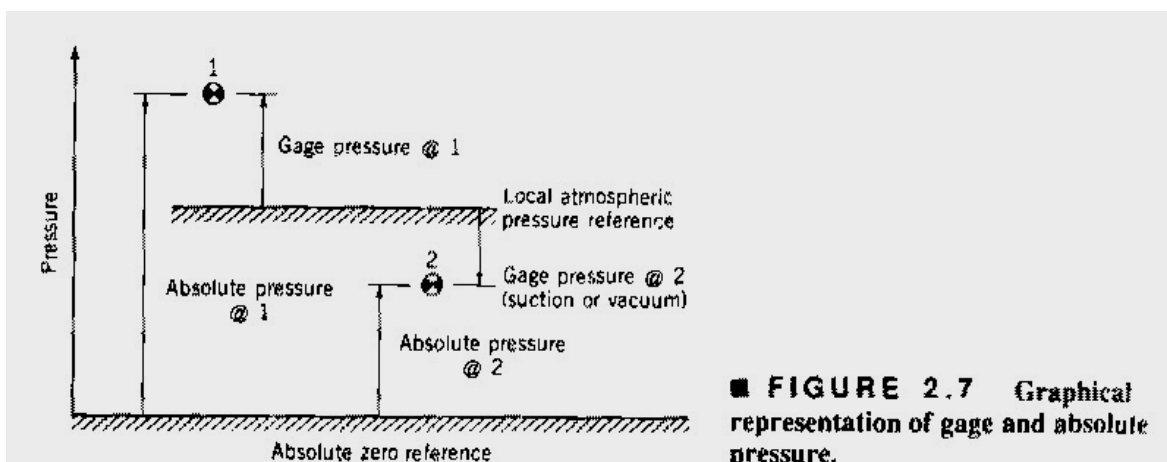 1
Gage pressure @ 1
Local atmospheric
pressure reference
Pressure
2
Gage pressure @ 2
(suction or vacuum)
Absolute pressure
@ 1
Absolute pressure
@ 2
Absolute zero reference
■ FIGURE 2.7 Graphical
representation of gage and absolute
pressure.